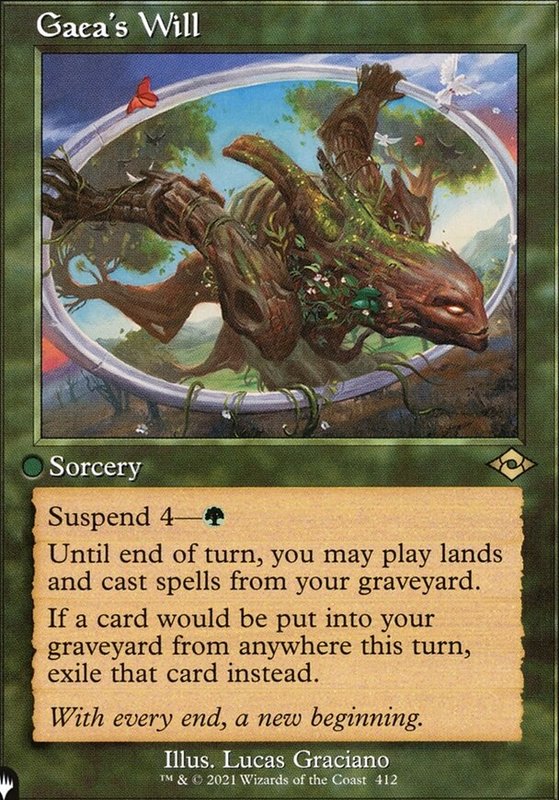 Gaea's Will
Sorcery
Suspend 4—
Until end of turn, you may play lands
and cast spells from your graveyard.
If a card would be put into your
graveyard from anywhere this turn,
exile that card instead.
With every end, a new beginning.
Illus. Lucas Graciano
™ & © 2021 Wizards of the Coast 412